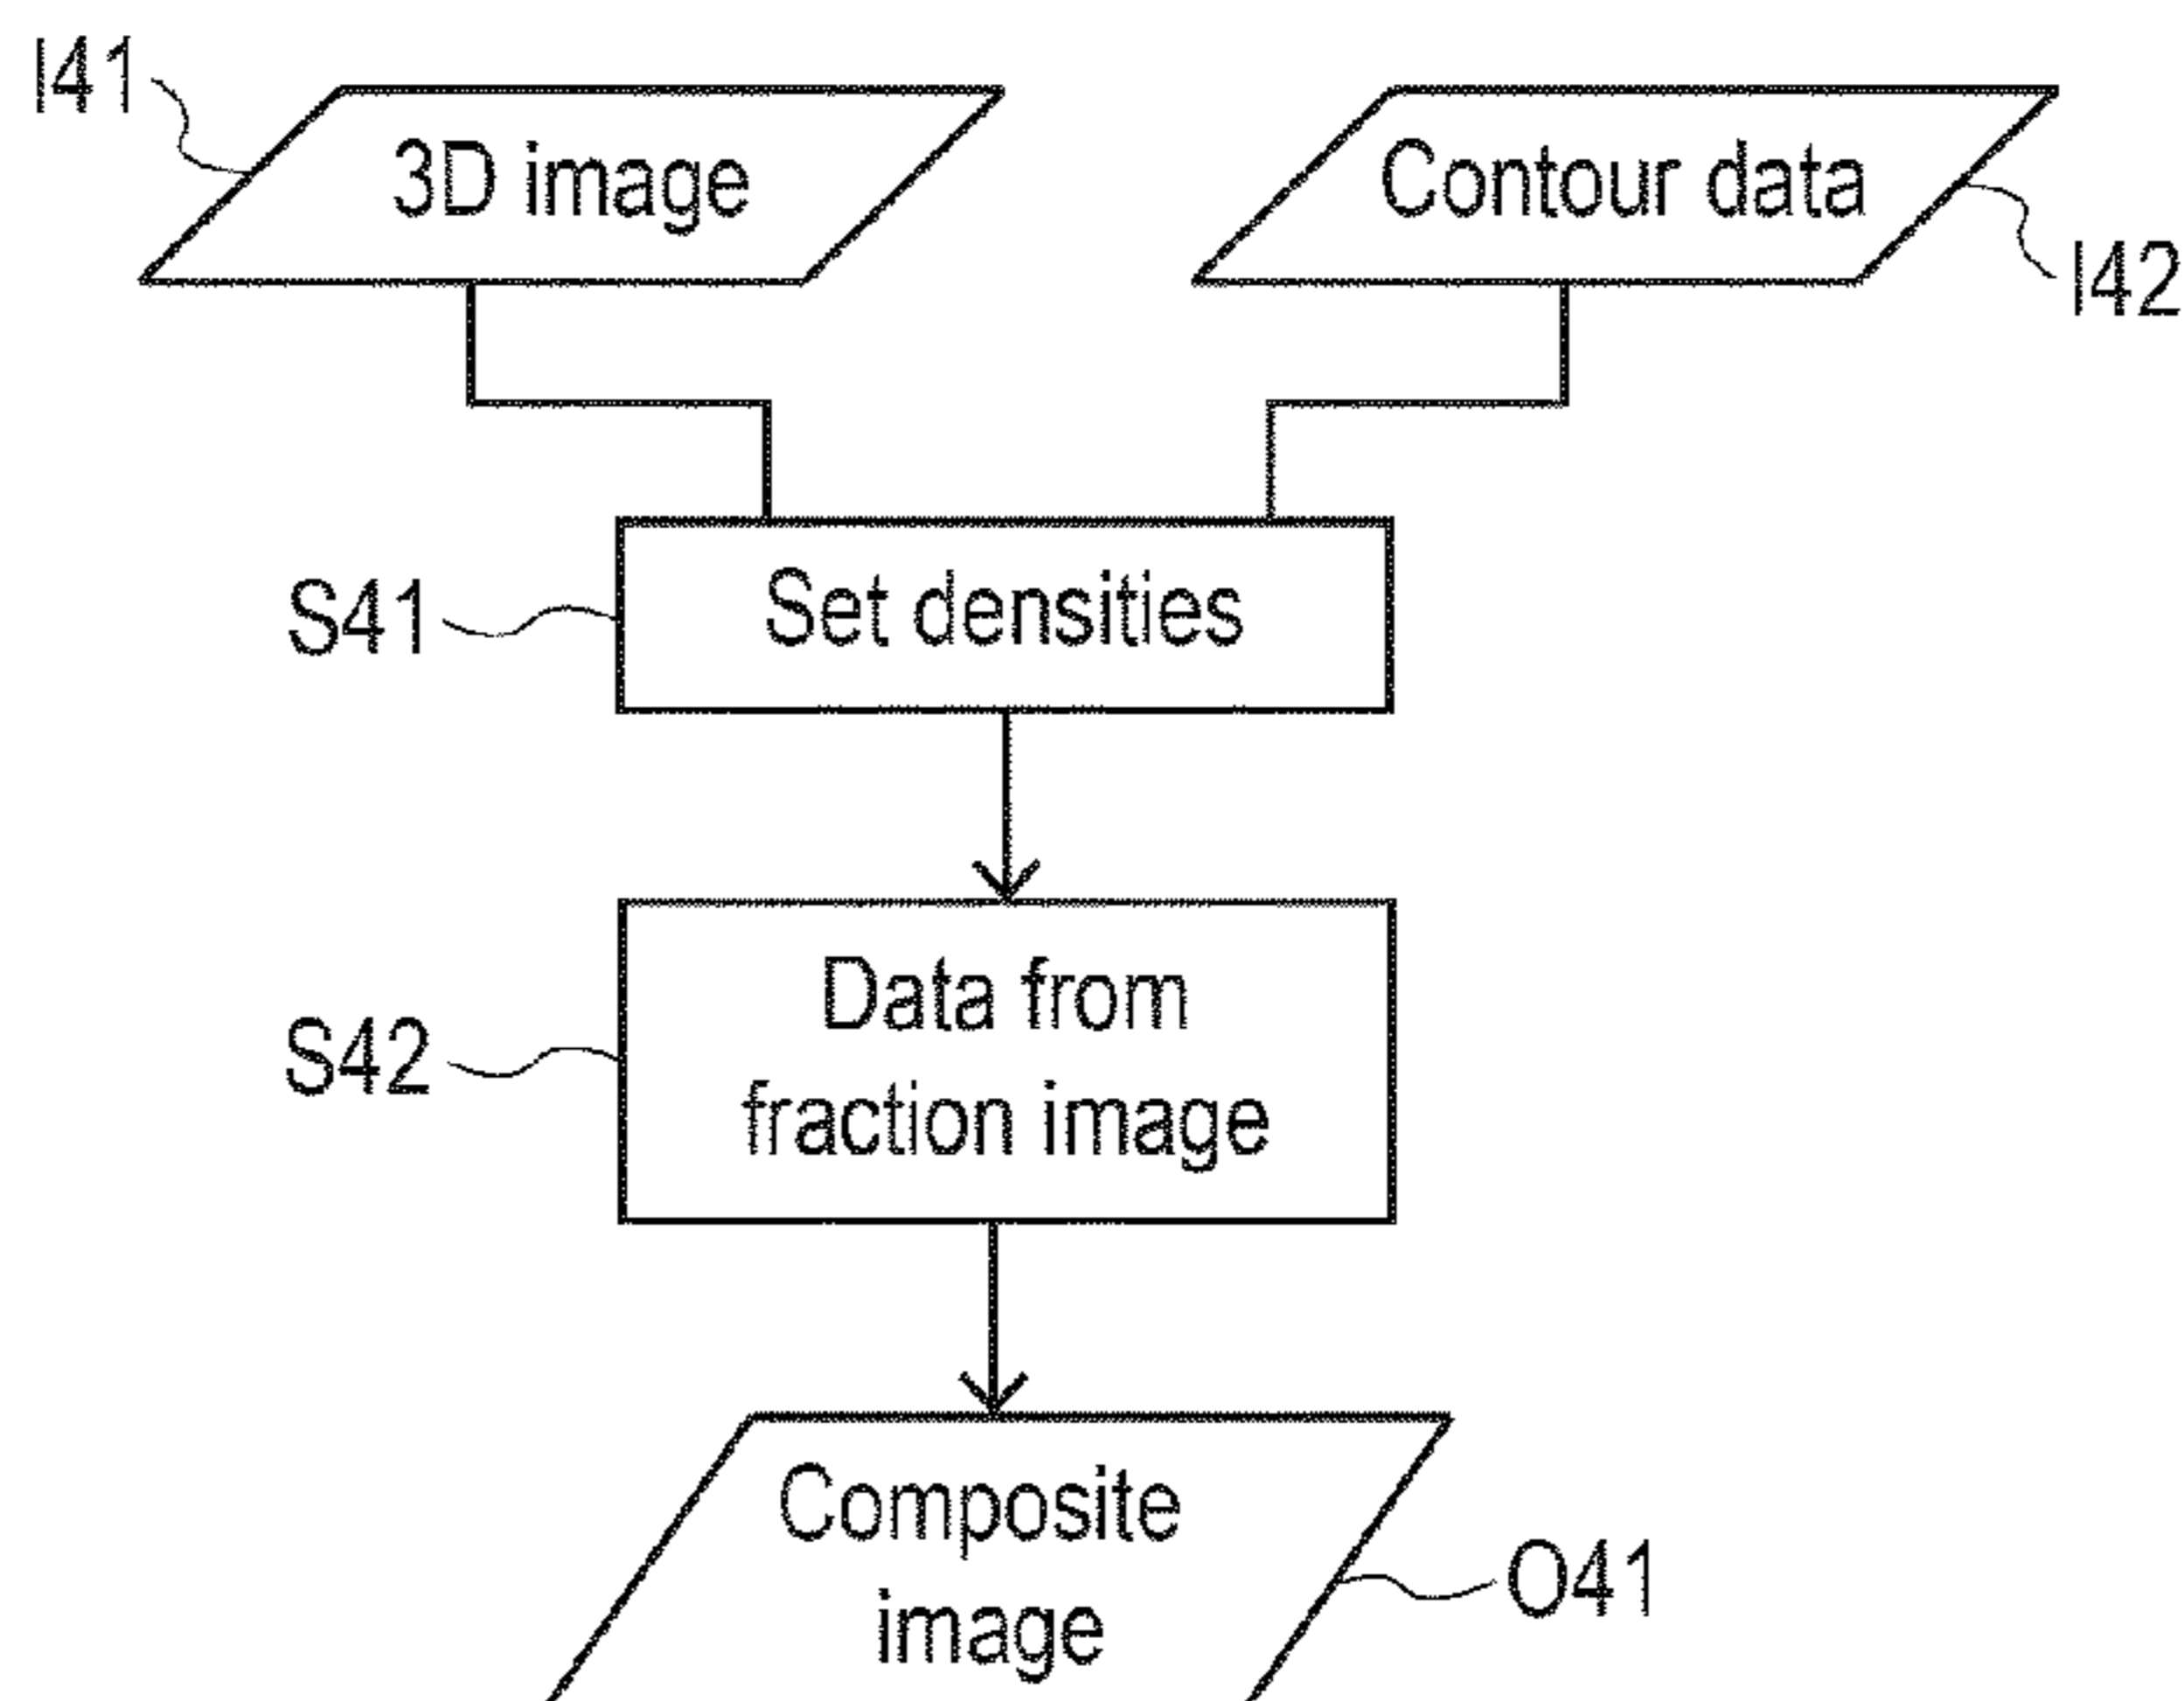 I41
3D image
Contour data
I42
Set densities
S41
Data from
fraction image
S42
Composite
image
O41